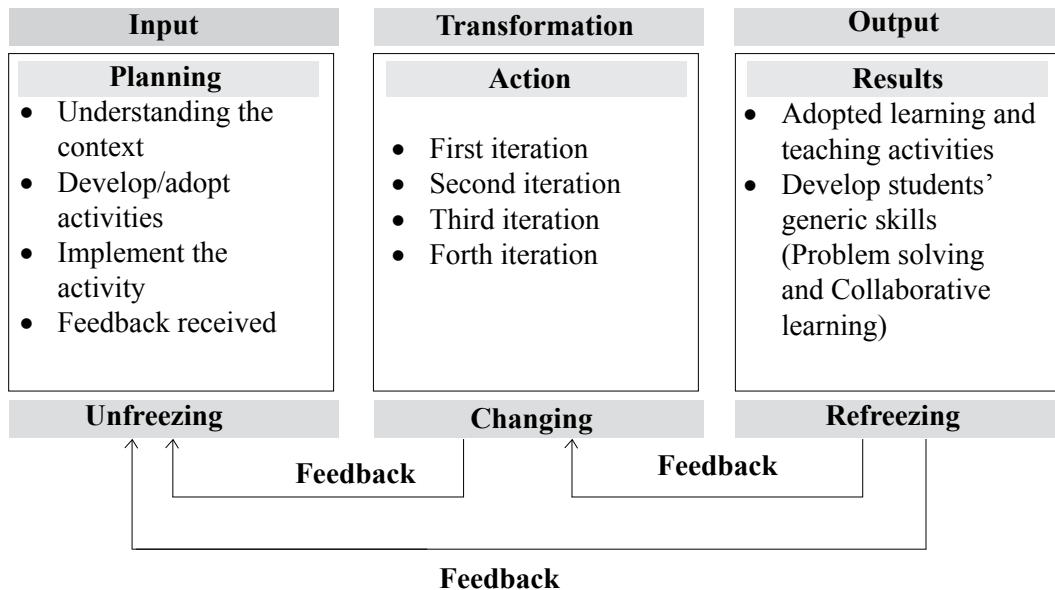 Input
Planning
• Understanding the
context
• Develop/adopt
activities
• Implement the
activity
• Feedback received
Unfreezing
Transformation
Action
• First iteration
• Second iteration
• Third iteration
• Forth iteration
Changing
Output
Results
• Adopted learning and
teaching activities
• Develop students’
generic skills
(Problem solving
and Collaborative
learning)
Refreezing
Feedback
Feedback
Feedback